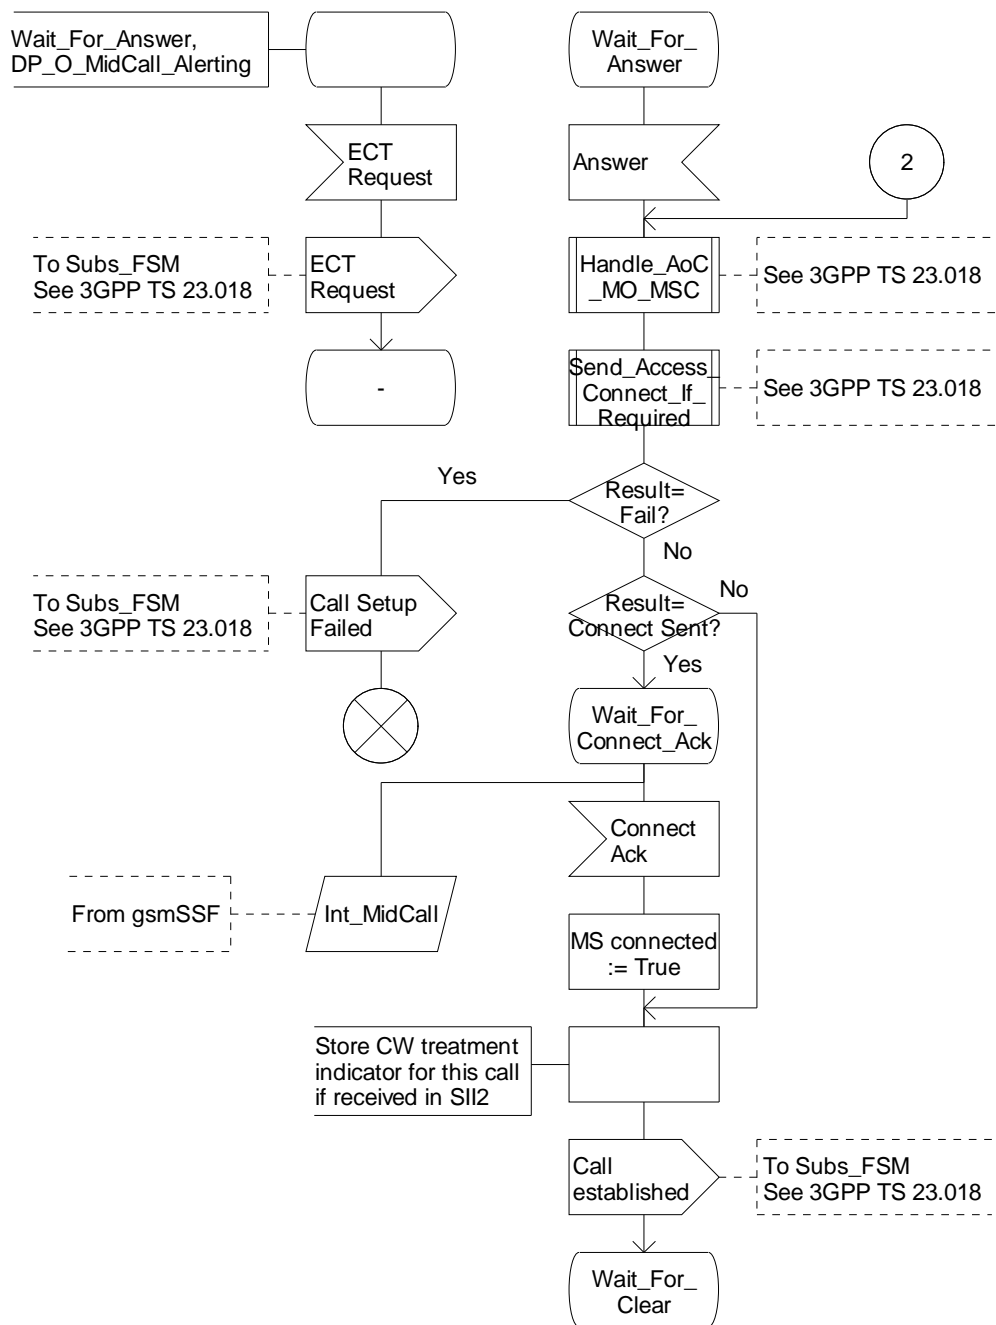 Wait_For_Answer,
DP_O_MidCall_Alerting
Wait_For_
Answer
ECT
Request
Answer
2
To Subs_FSM
See 3GPP TS 23.018
ECT
Request
Handle_AoC
_MO_MSC
See 3GPP TS 23.018
-
Send_Access_
Connect_If_
Required
See 3GPP TS 23.018
Yes
Result=
Fail?
No
To Subs_FSM
See 3GPP TS 23.018
Call Setup
Failed
Result=
Connect Sent?
No
Yes
Wait_For_
Connect_Ack
Connect
Ack
From gsmSSF
Int_MidCall
MS connected
:= True
Store CW treatment
indicator for this call
if received in SII2
Call
established
To Subs_FSM
See 3GPP TS 23.018
Wait_For_
Clear